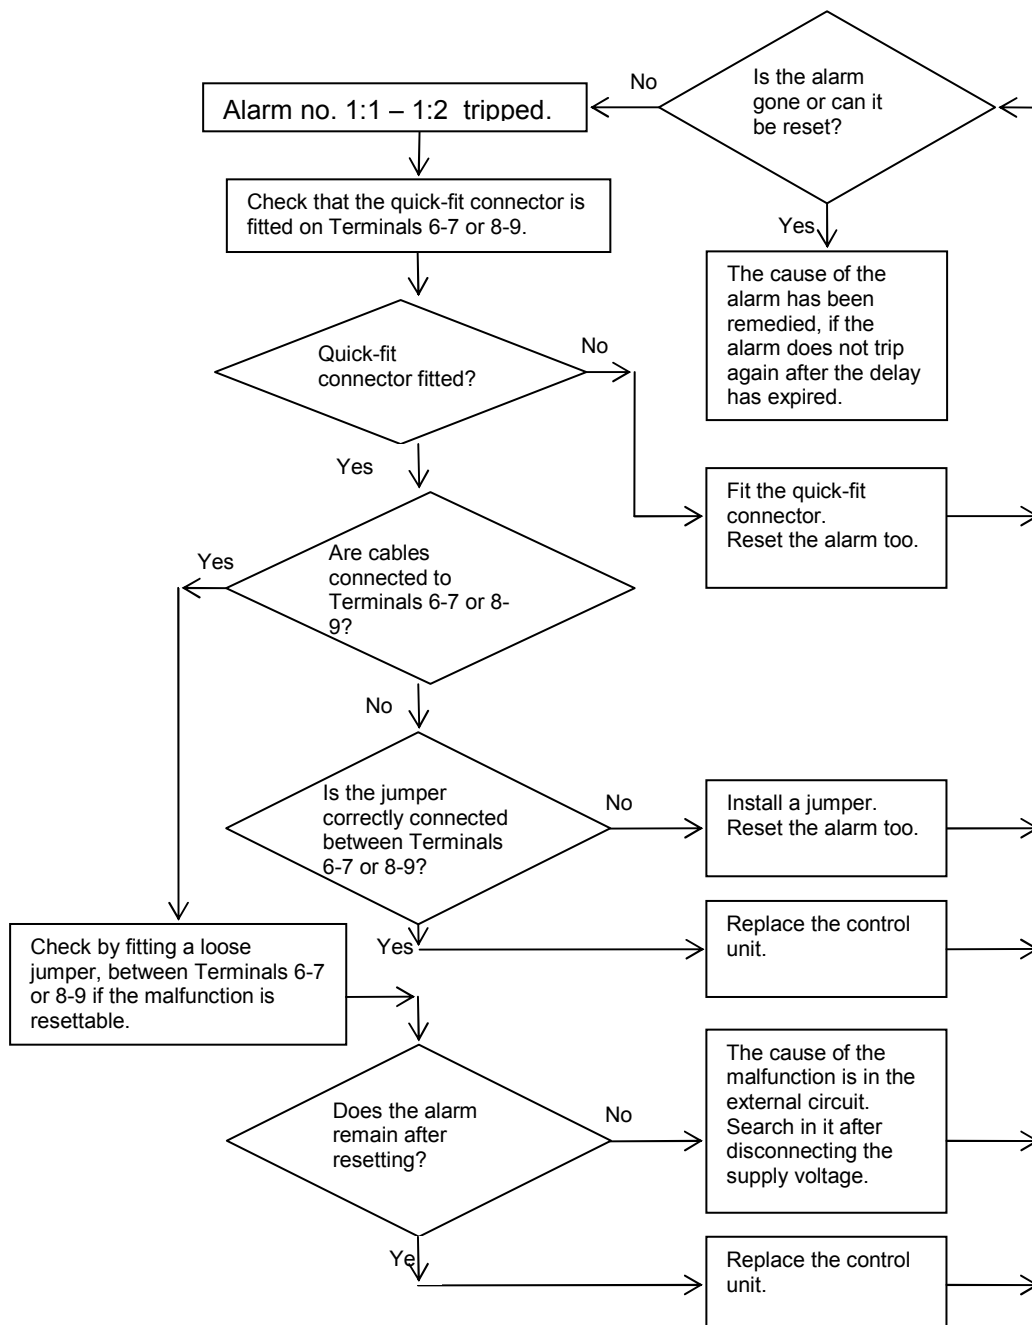 Is the alarm
gone or can it
be reset?
No
Alarm no. 1:1 – 1:2 tripped.
Check that the quick-fit connector is
fitted on Terminals 6-7 or 8-9.
Yes
The cause of the
alarm has been
remedied, if the
alarm does not trip
again after the delay
has expired.
Quick-fit
connector fitted?
No
Yes
Fit the quick-fit
connector.
Reset the alarm too.
Are cables
connected to
Terminals 6-7 or 8-
9?
Yes
No
Is the jumper
correctly connected
between Terminals
6-7 or 8-9?
No
Install a jumper.
Reset the alarm too.
Yes
Replace the control
unit.
Check by fitting a loose
jumper, between Terminals 6-7
or 8-9 if the malfunction is
resettable.
Does the alarm
remain after
resetting?
No
The cause of the
malfunction is in the
external circuit.
Search in it after
disconnecting the
supply voltage.
Ye
Replace the control
unit.